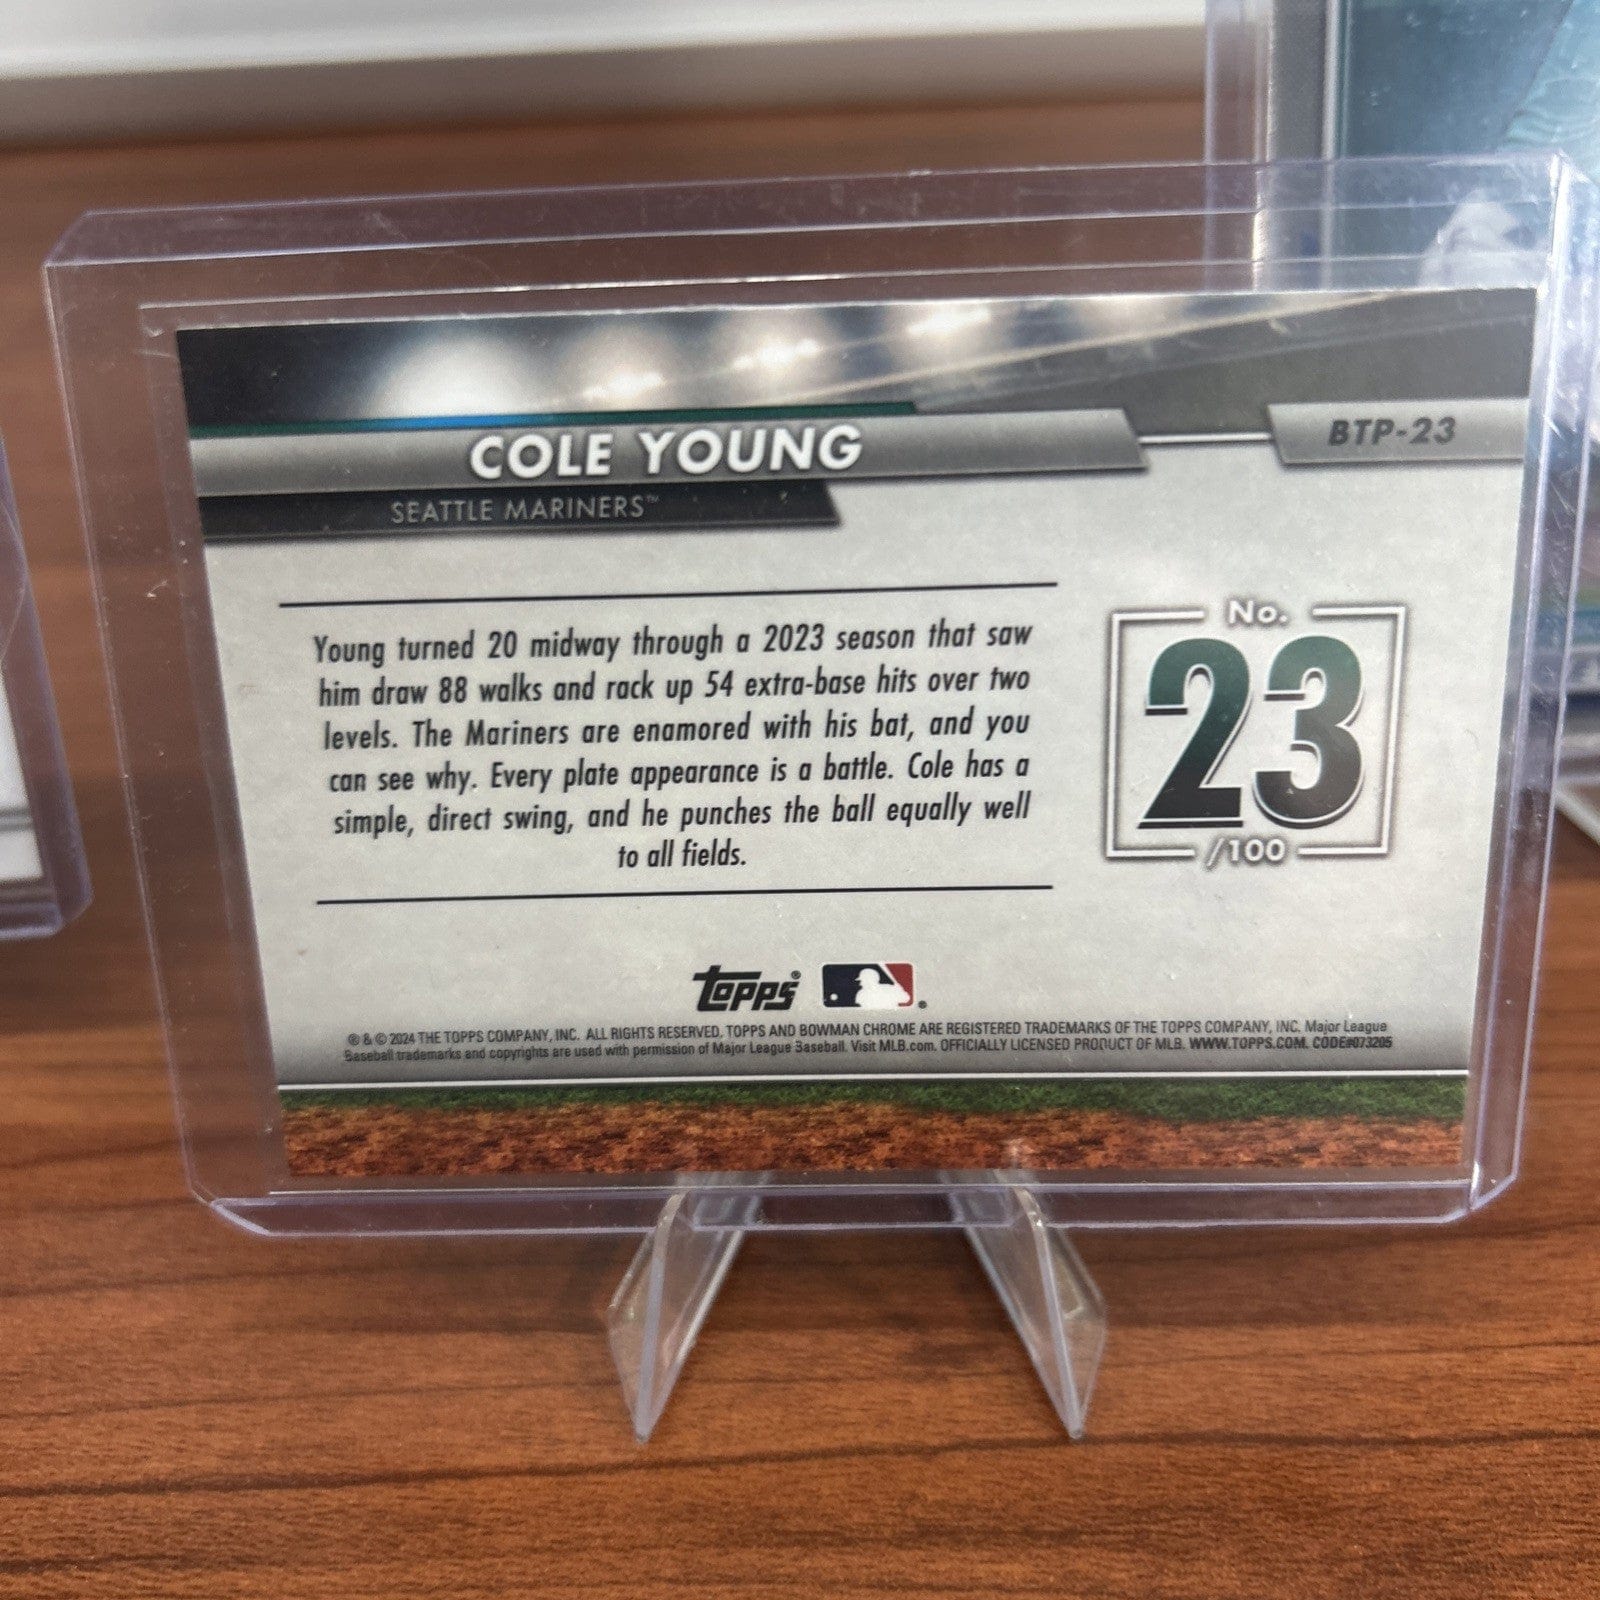 COLE YOUNG
BTP-23
SEATTLE MARINERS™
Young turned 20 midway through a 2023 season that saw
him draw 88 walks and rack up 54 extra-base hits over two
levels. The Mariners are enamored with his bat, and you
can see why. Every plate appearance is a battle. Cole has a
simple, direct swing, and he punches the ball equally well
to all fields.
No.
23
/100
Topps®
® & © 2024 THE TOPPS COMPANY, INC. ALL RIGHTS RESERVED. TOPPS AND BOWMAN CHROME ARE REGISTERED TRADEMARKS OF THE TOPPS COMPANY, INC. Major League
Baseball trademarks and copyrights are used with permission of Major League Baseball. Visit MLB.com. OFFICIALLY LICENSED PRODUCT OF MLB. WWW.TOPPS.COM. CODE#073205